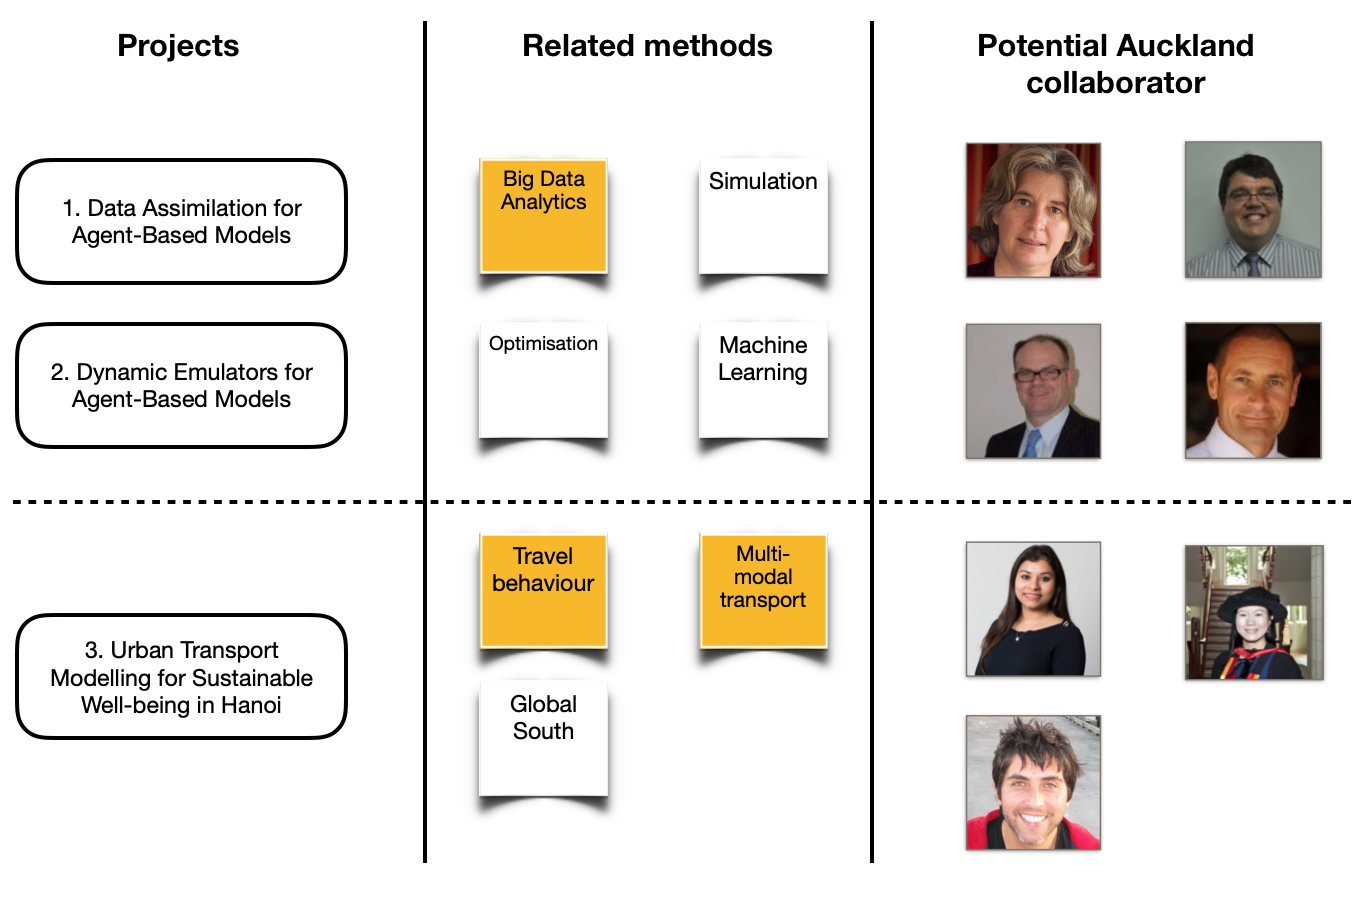 Projects
Related methods
Potential Auckland
collaborator
1. Data Assimilation for
Agent-Based Models
Big Data
Analytics
Simulation
2. Dynamic Emulators for
Agent-Based Models
Optimisation
Machine
Learning
3. Urban Transport
Modelling for Sustainable
Well-being in Hanoi
Travel
behaviour
Multi-
modal
transport
Global
South